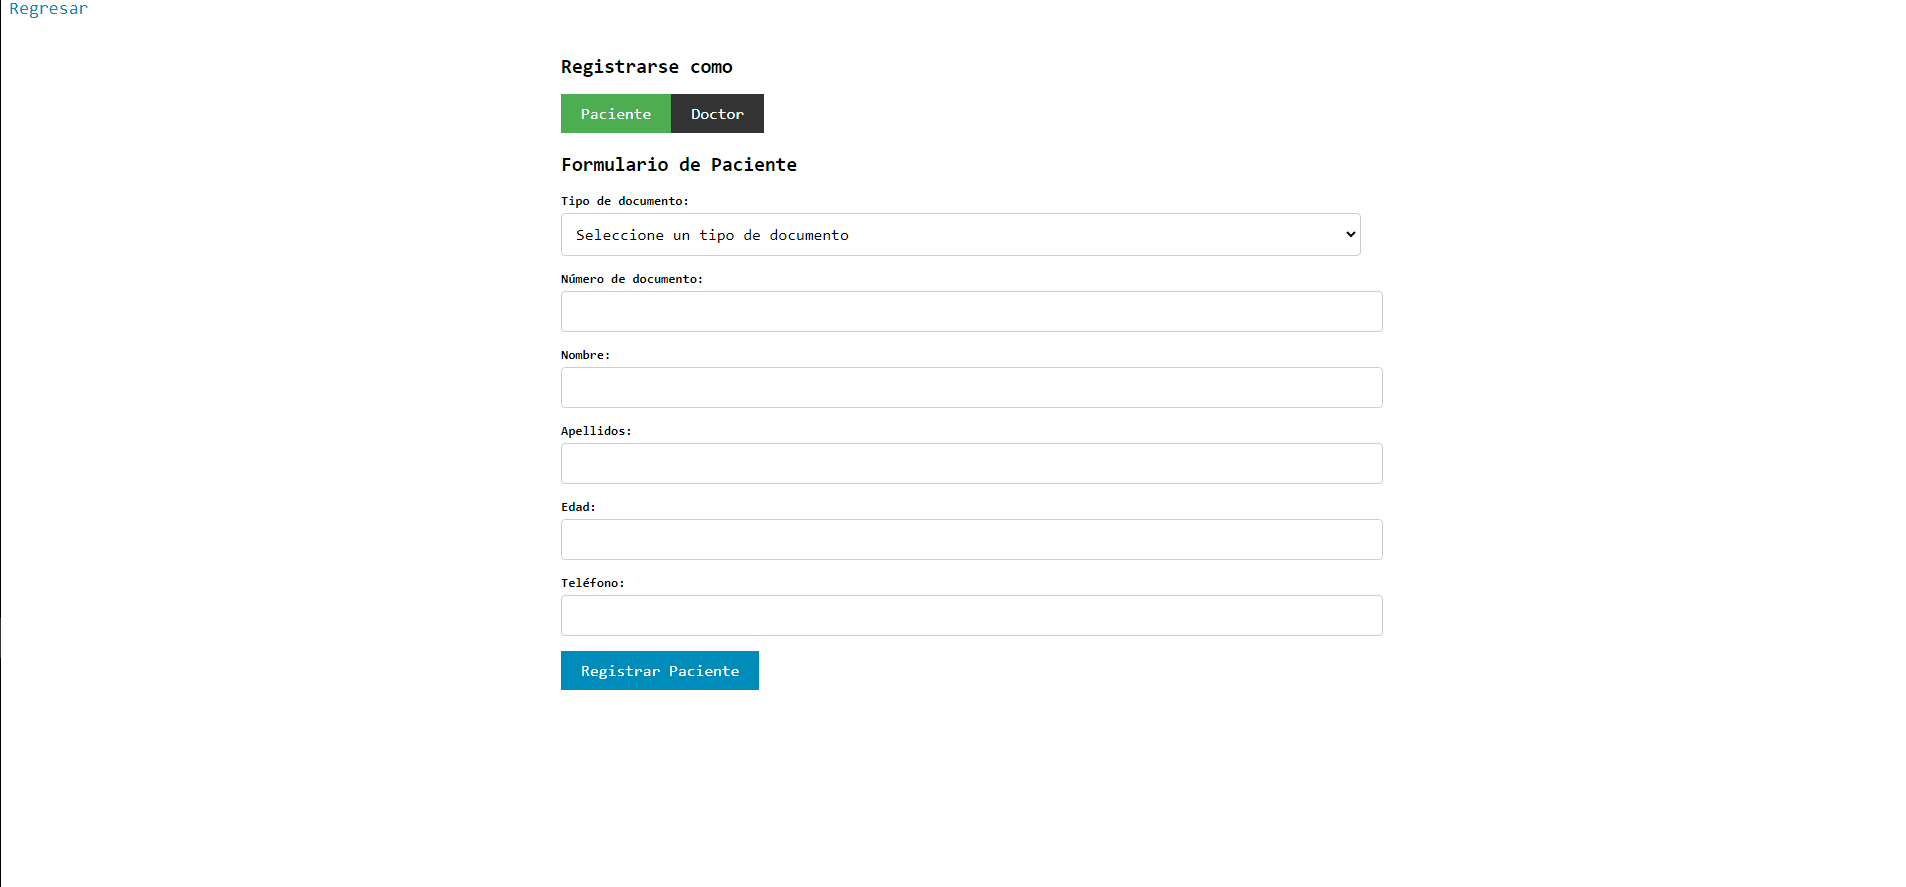 Regresar
Registrarse como
Paciente Doctor
Formulario de Paciente
Tipo de documento:
Seleccione un tipo de documento
Número de documento:
Nombre:
Apellidos:
Edad:
Teléfono:
Registrar Paciente